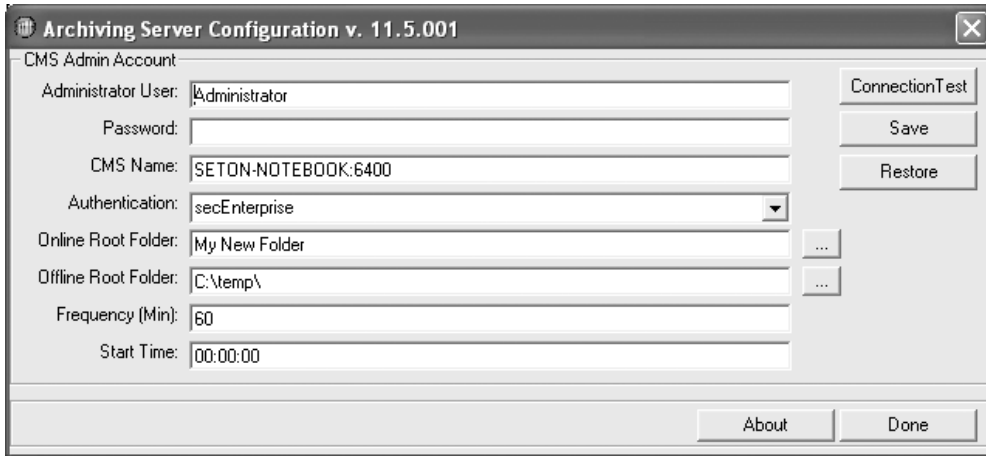 Archiving Server Configuration v. 11.5.001
CMS Admin Account
Administrator User: Administrator
ConnectionTest
Password:
Save
CMS Name: SETON-NOTEBOOK:6400
Restore
Authentication: secEnterprise
Online Root Folder: My New Folder ...
Offline Root Folder: C:\temp\ ...
Frequency (Min): 60
Start Time: 00:00:00
About Done